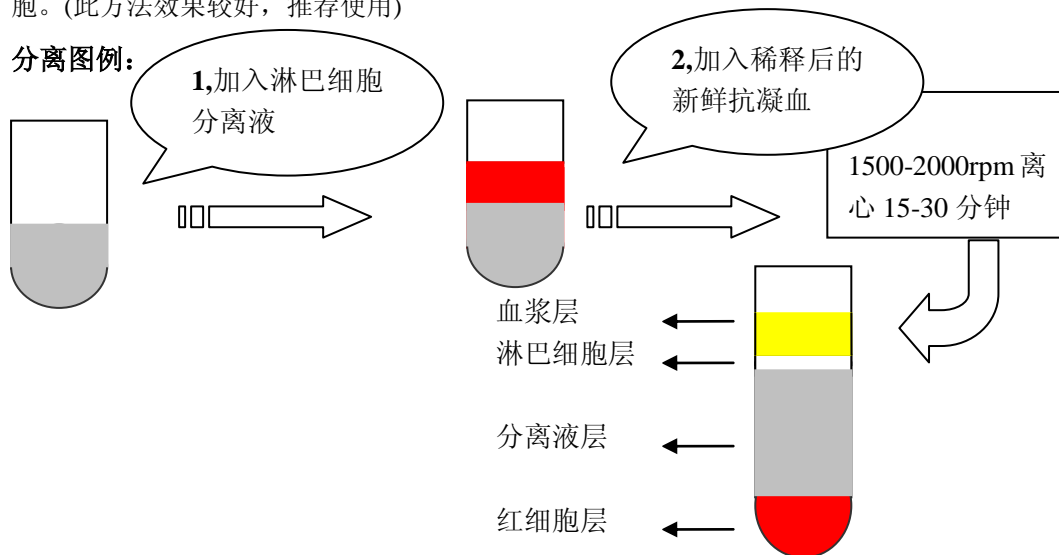 胞。(此方法效果较好，推荐使用)
分离图例：
1,加入淋巴细胞
分离液
2,加入稀释后的
新鲜抗凝血
1500-2000rpm 离
心 15-30 分钟
血浆层
淋巴细胞层
分离液层
红细胞层